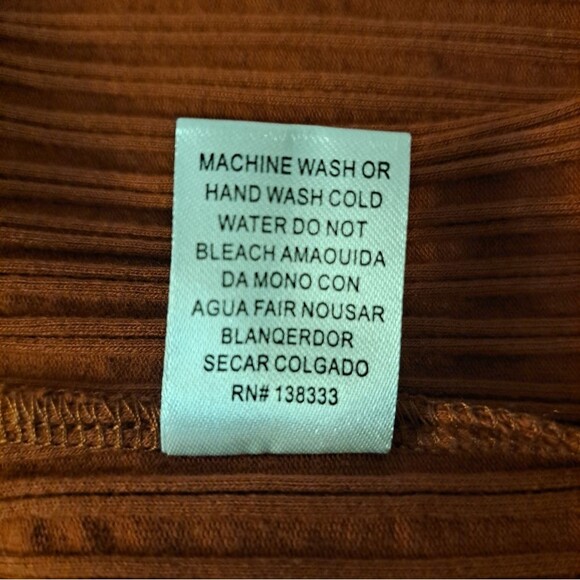 MACHINE WASH OR
HAND WASH COLD
WATER DO NOT
BLEACH AMAOUIDA
DA MONO CON
AGUA FAIR NOUSAR
BLANQERDOR
SECAR COLGADO
RN# 138333